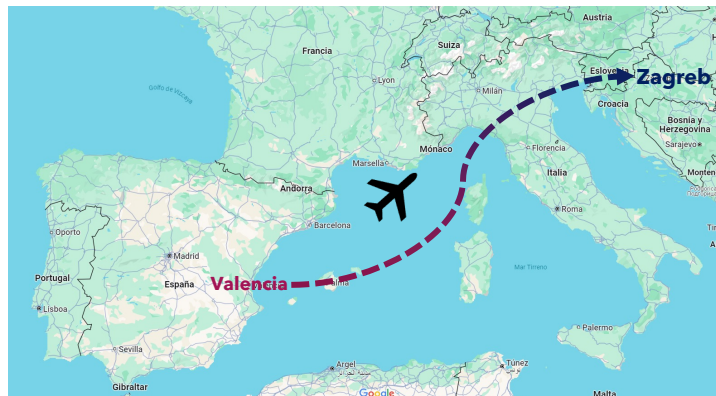 Austria
Suiza
Francia
Eslovenia
Zagreb
Lyon
Milán
Croacia
Golfo de Vizcaya
Bosnia y
Herzegovina
Mónaco
Florencia
Sarajevo
Marsella
Italia
Andorra
Oporto
Barcelona
Roma
Madrid
Portugal
Mar Tirreno
España
Valencia
Palma
Lisboa
Sevilla
Palermo
Argel
Túnez
Gibraltar
Google
Malta